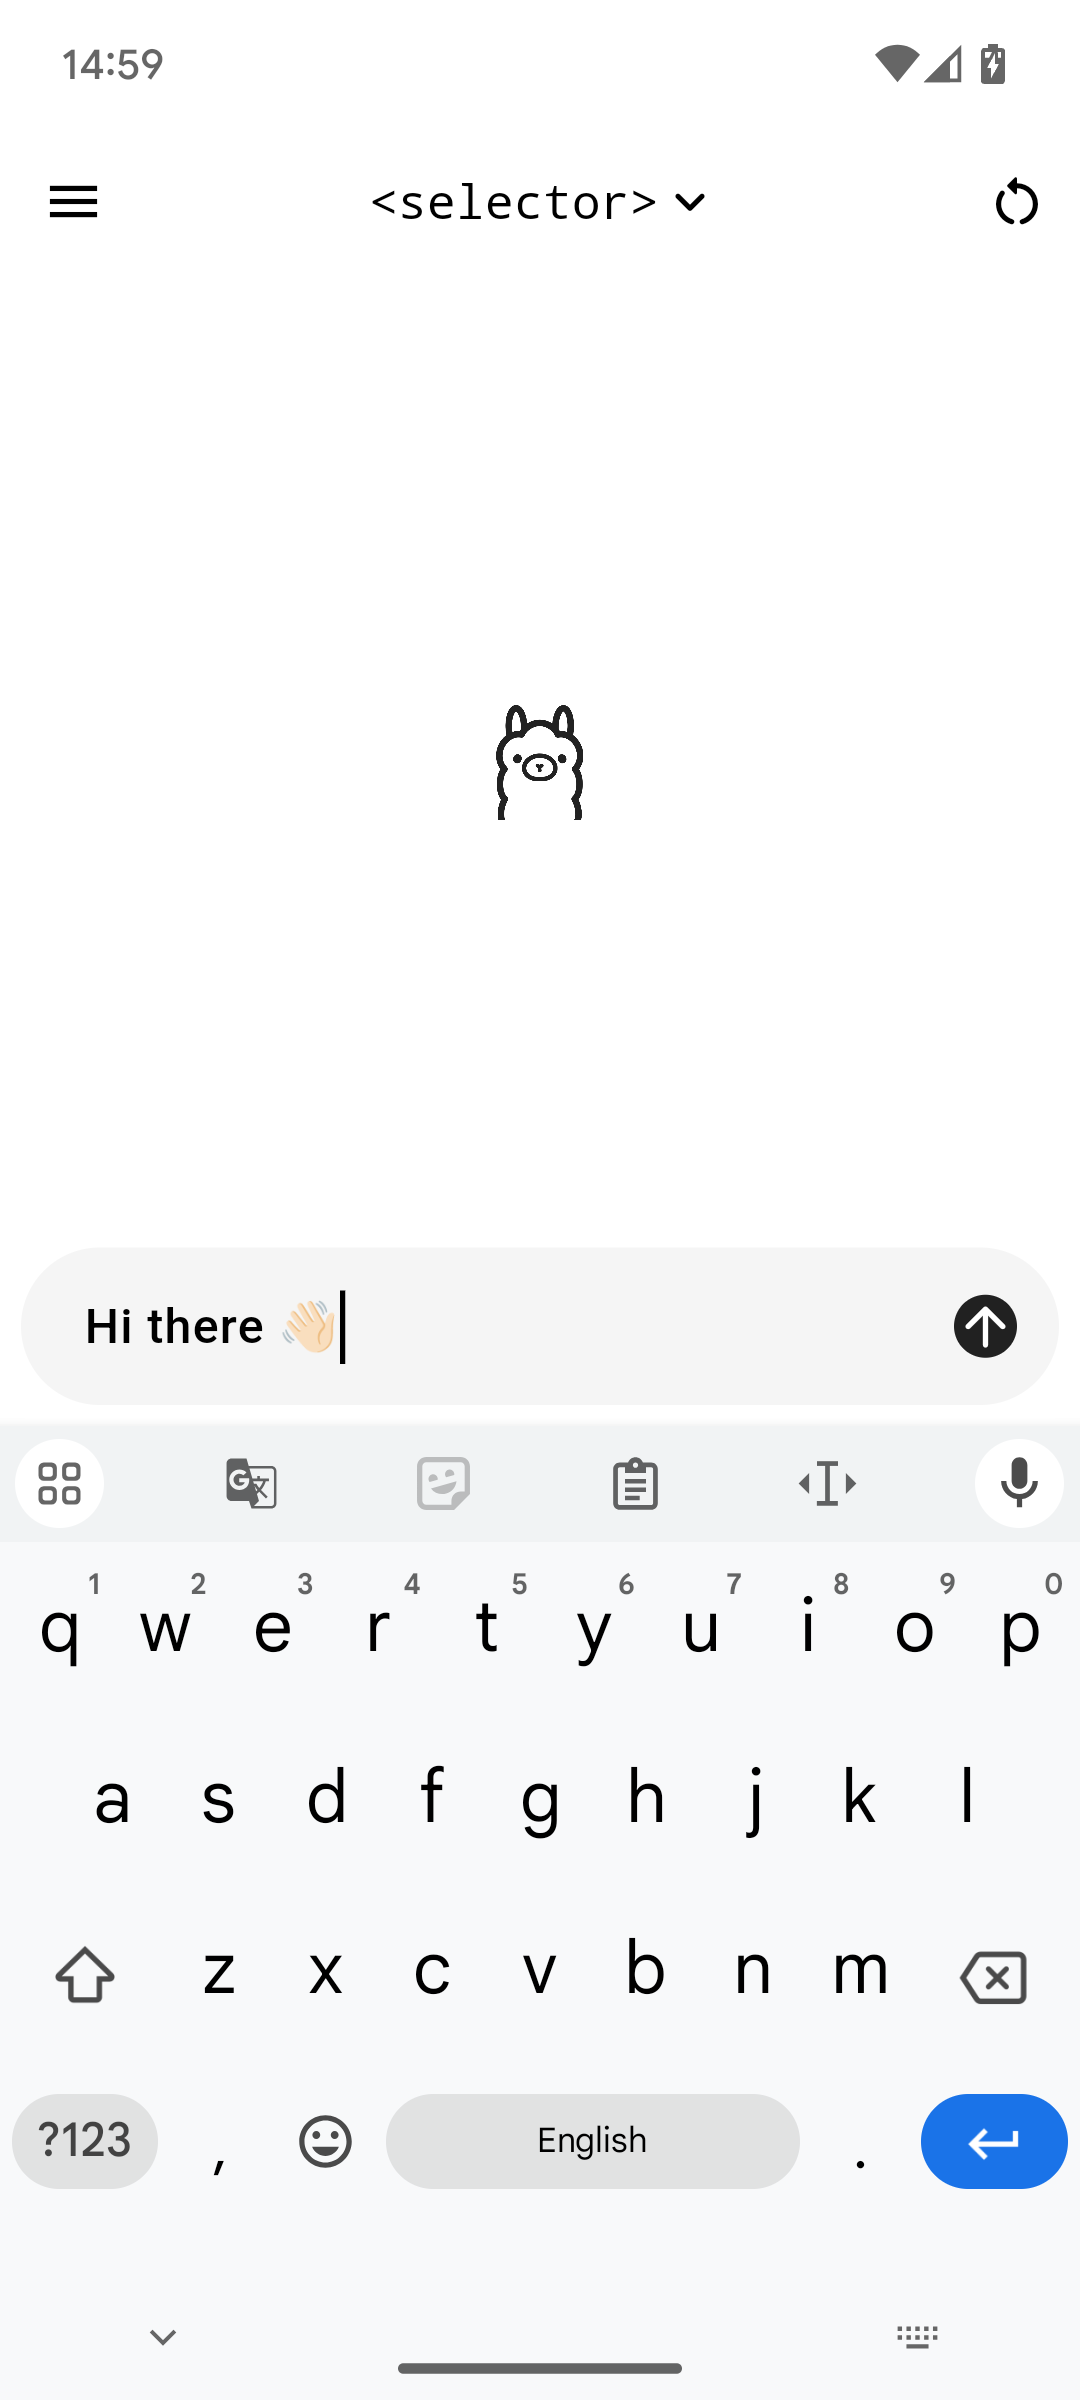 14:59
<selector>
Hi there 👋🏻
1 2 3 4 5 6 7 8 9 0
q w e r t y u i o p
a s d f g h j k l
z x c v b n m
?123 , English .